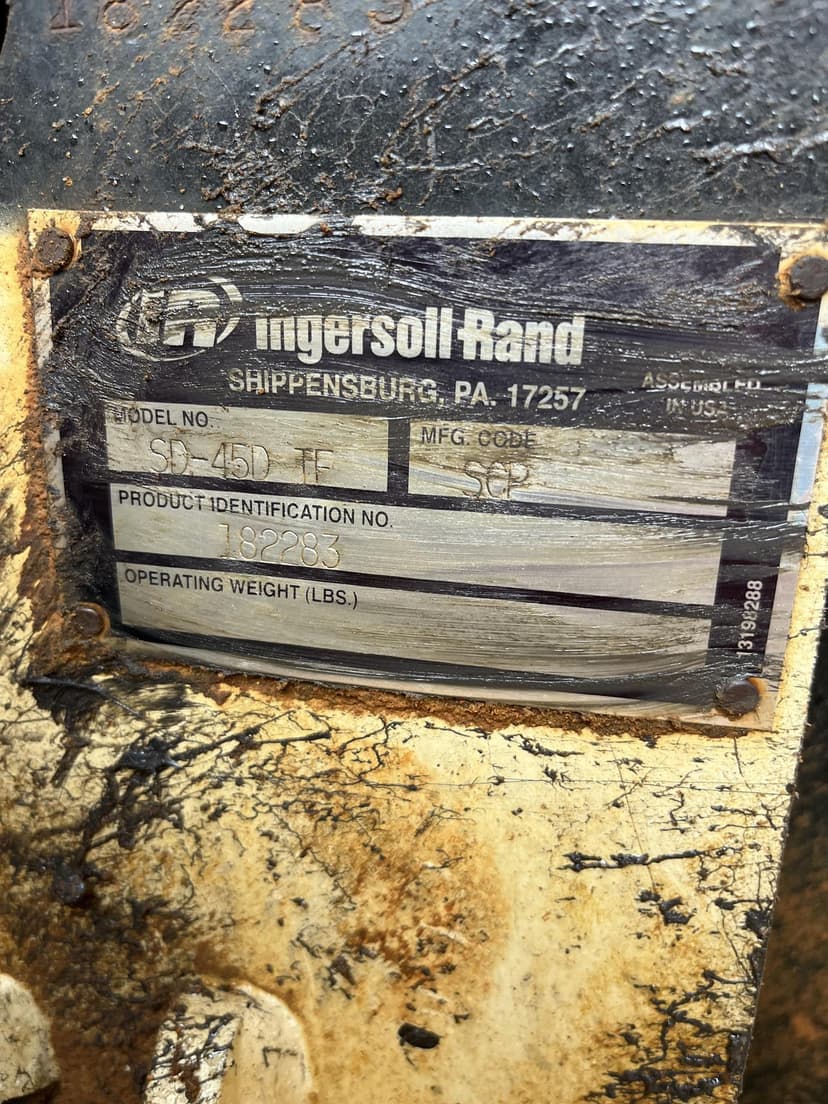 182283
IR Ingersoll-Rand
SHIPPENSBURG, PA. 17257
ASSEMBLED
IN USA
MODEL NO.
SD-45D TF
MFG. CODE
SCP
PRODUCT IDENTIFICATION NO.
182283
OPERATING WEIGHT (LBS.)
13198288